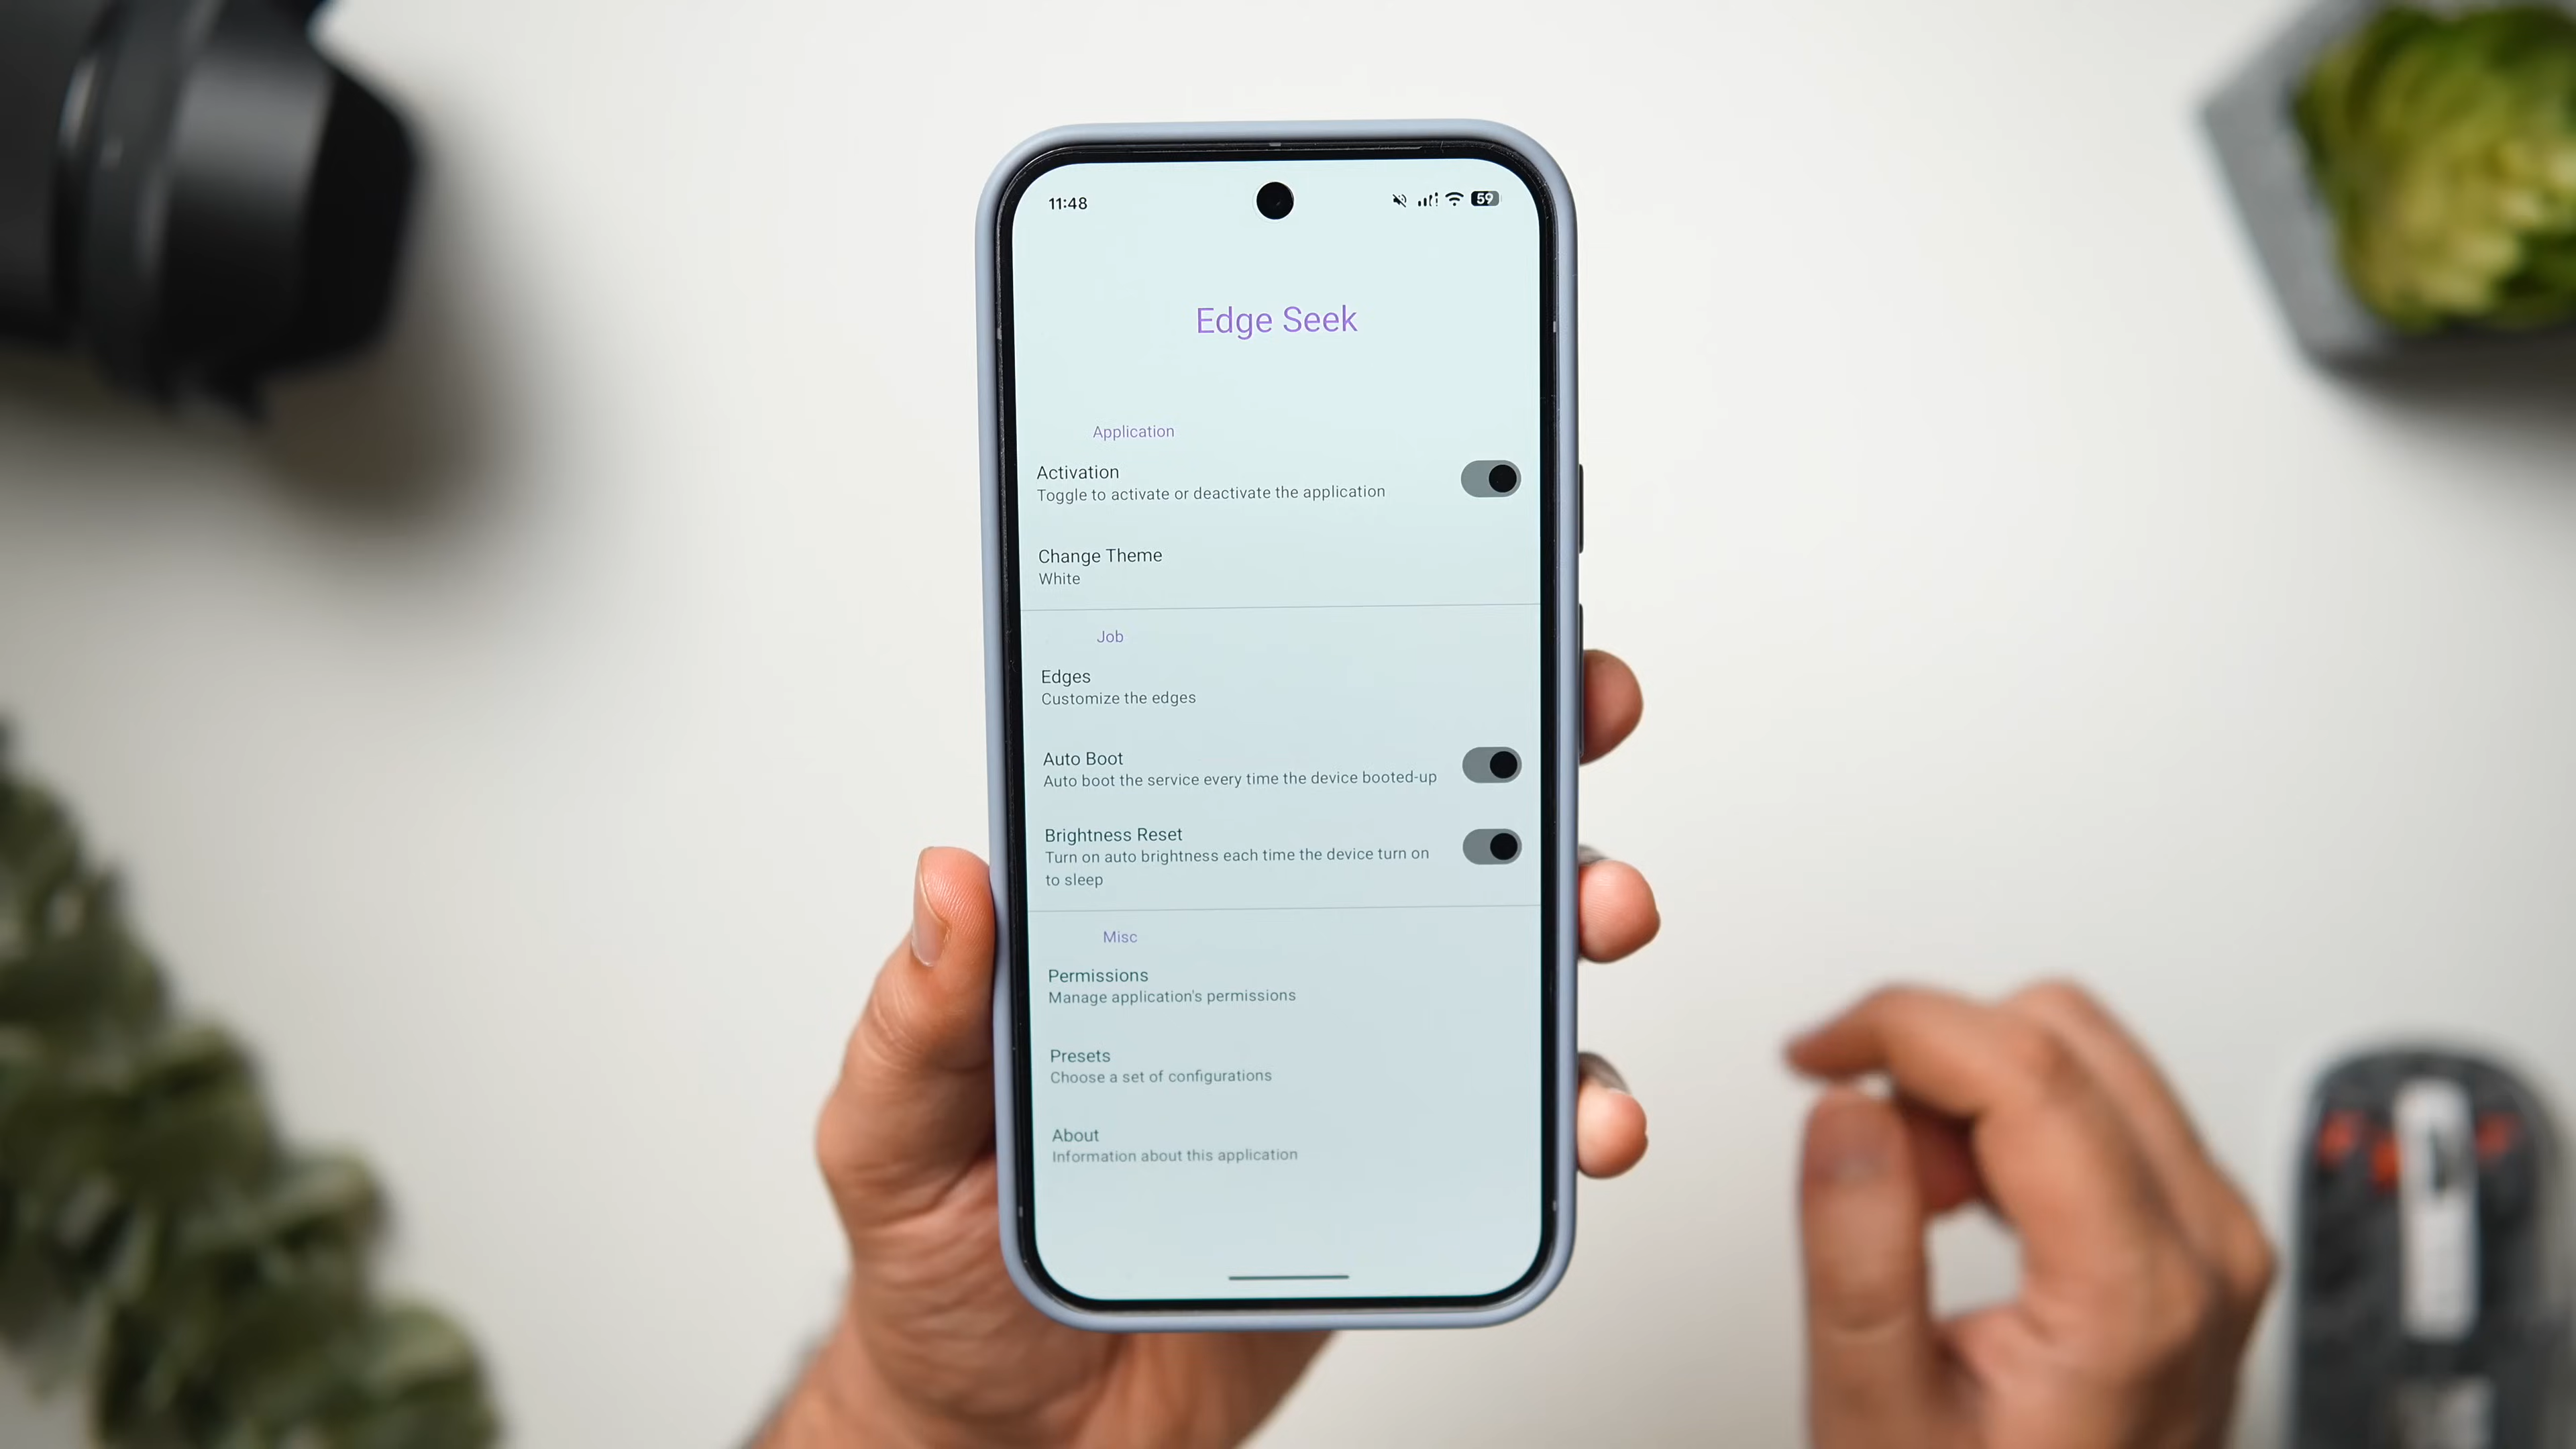 11:48
59
Edge Seek
Application
Activation
Toggle to activate or deactivate the application
Change Theme
White
Job
Edges
Customize the edges
Auto Boot
Auto boot the service every time the device booted-up
Brightness Reset
Turn on auto brightness each time the device turn on
to sleep
Misc
Permissions
Manage application's permissions
Presets
Choose a set of configurations
About
Information about this application